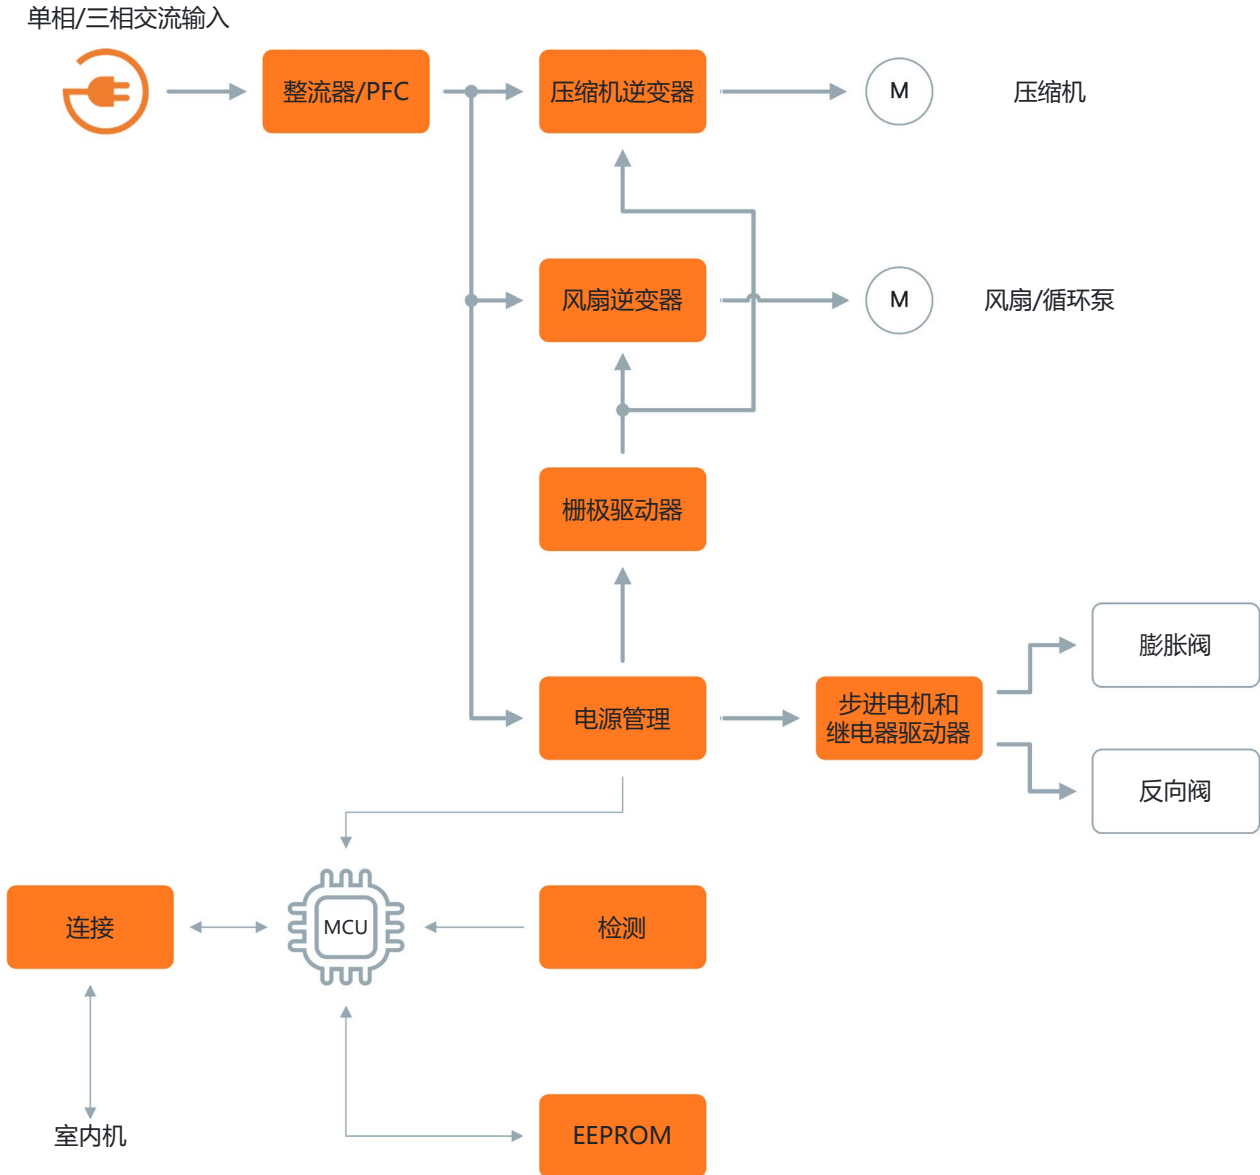 单相/三相交流输入
整流器/PFC
压缩机逆变器
M
压缩机
风扇逆变器
M
风扇/循环泵
栅极驱动器
膨胀阀
电源管理
步进电机和
继电器驱动器
反向阀
连接
MCU
检测
室内机
EEPROM